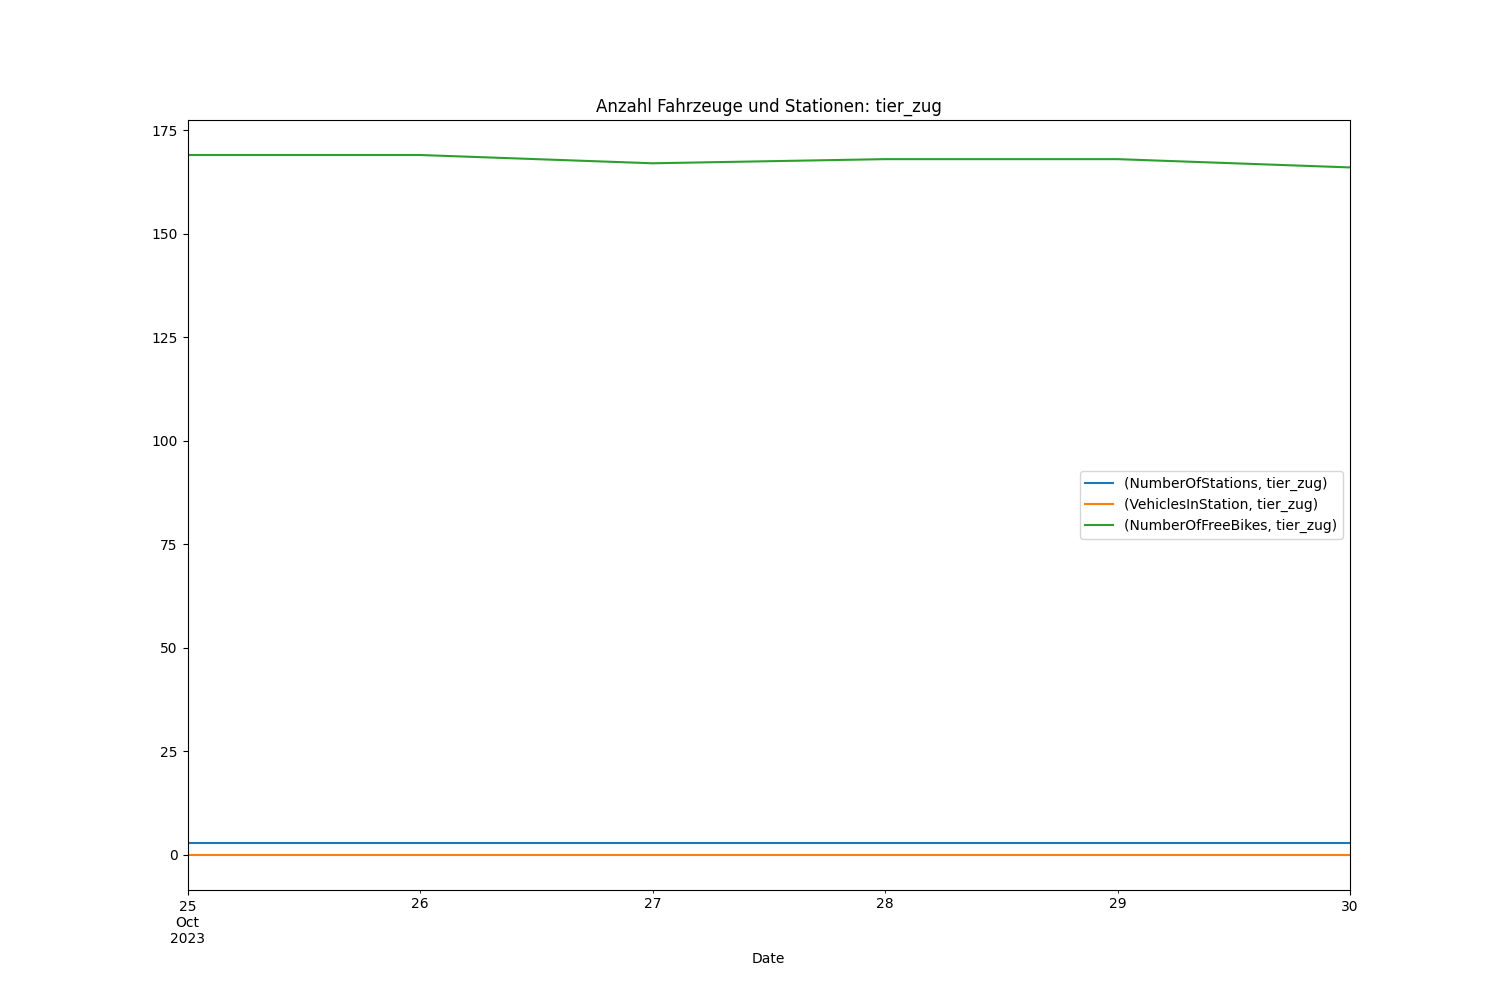 Anzahl Fahrzeuge und Stationen: tier_zug
175
150
125
100
75
50
25
0
(NumberOfStations, tier_zug)
(VehiclesInStation, tier_zug)
(NumberOfFreeBikes, tier_zug)
25 26 27 28 29 30
Oct
2023
Date